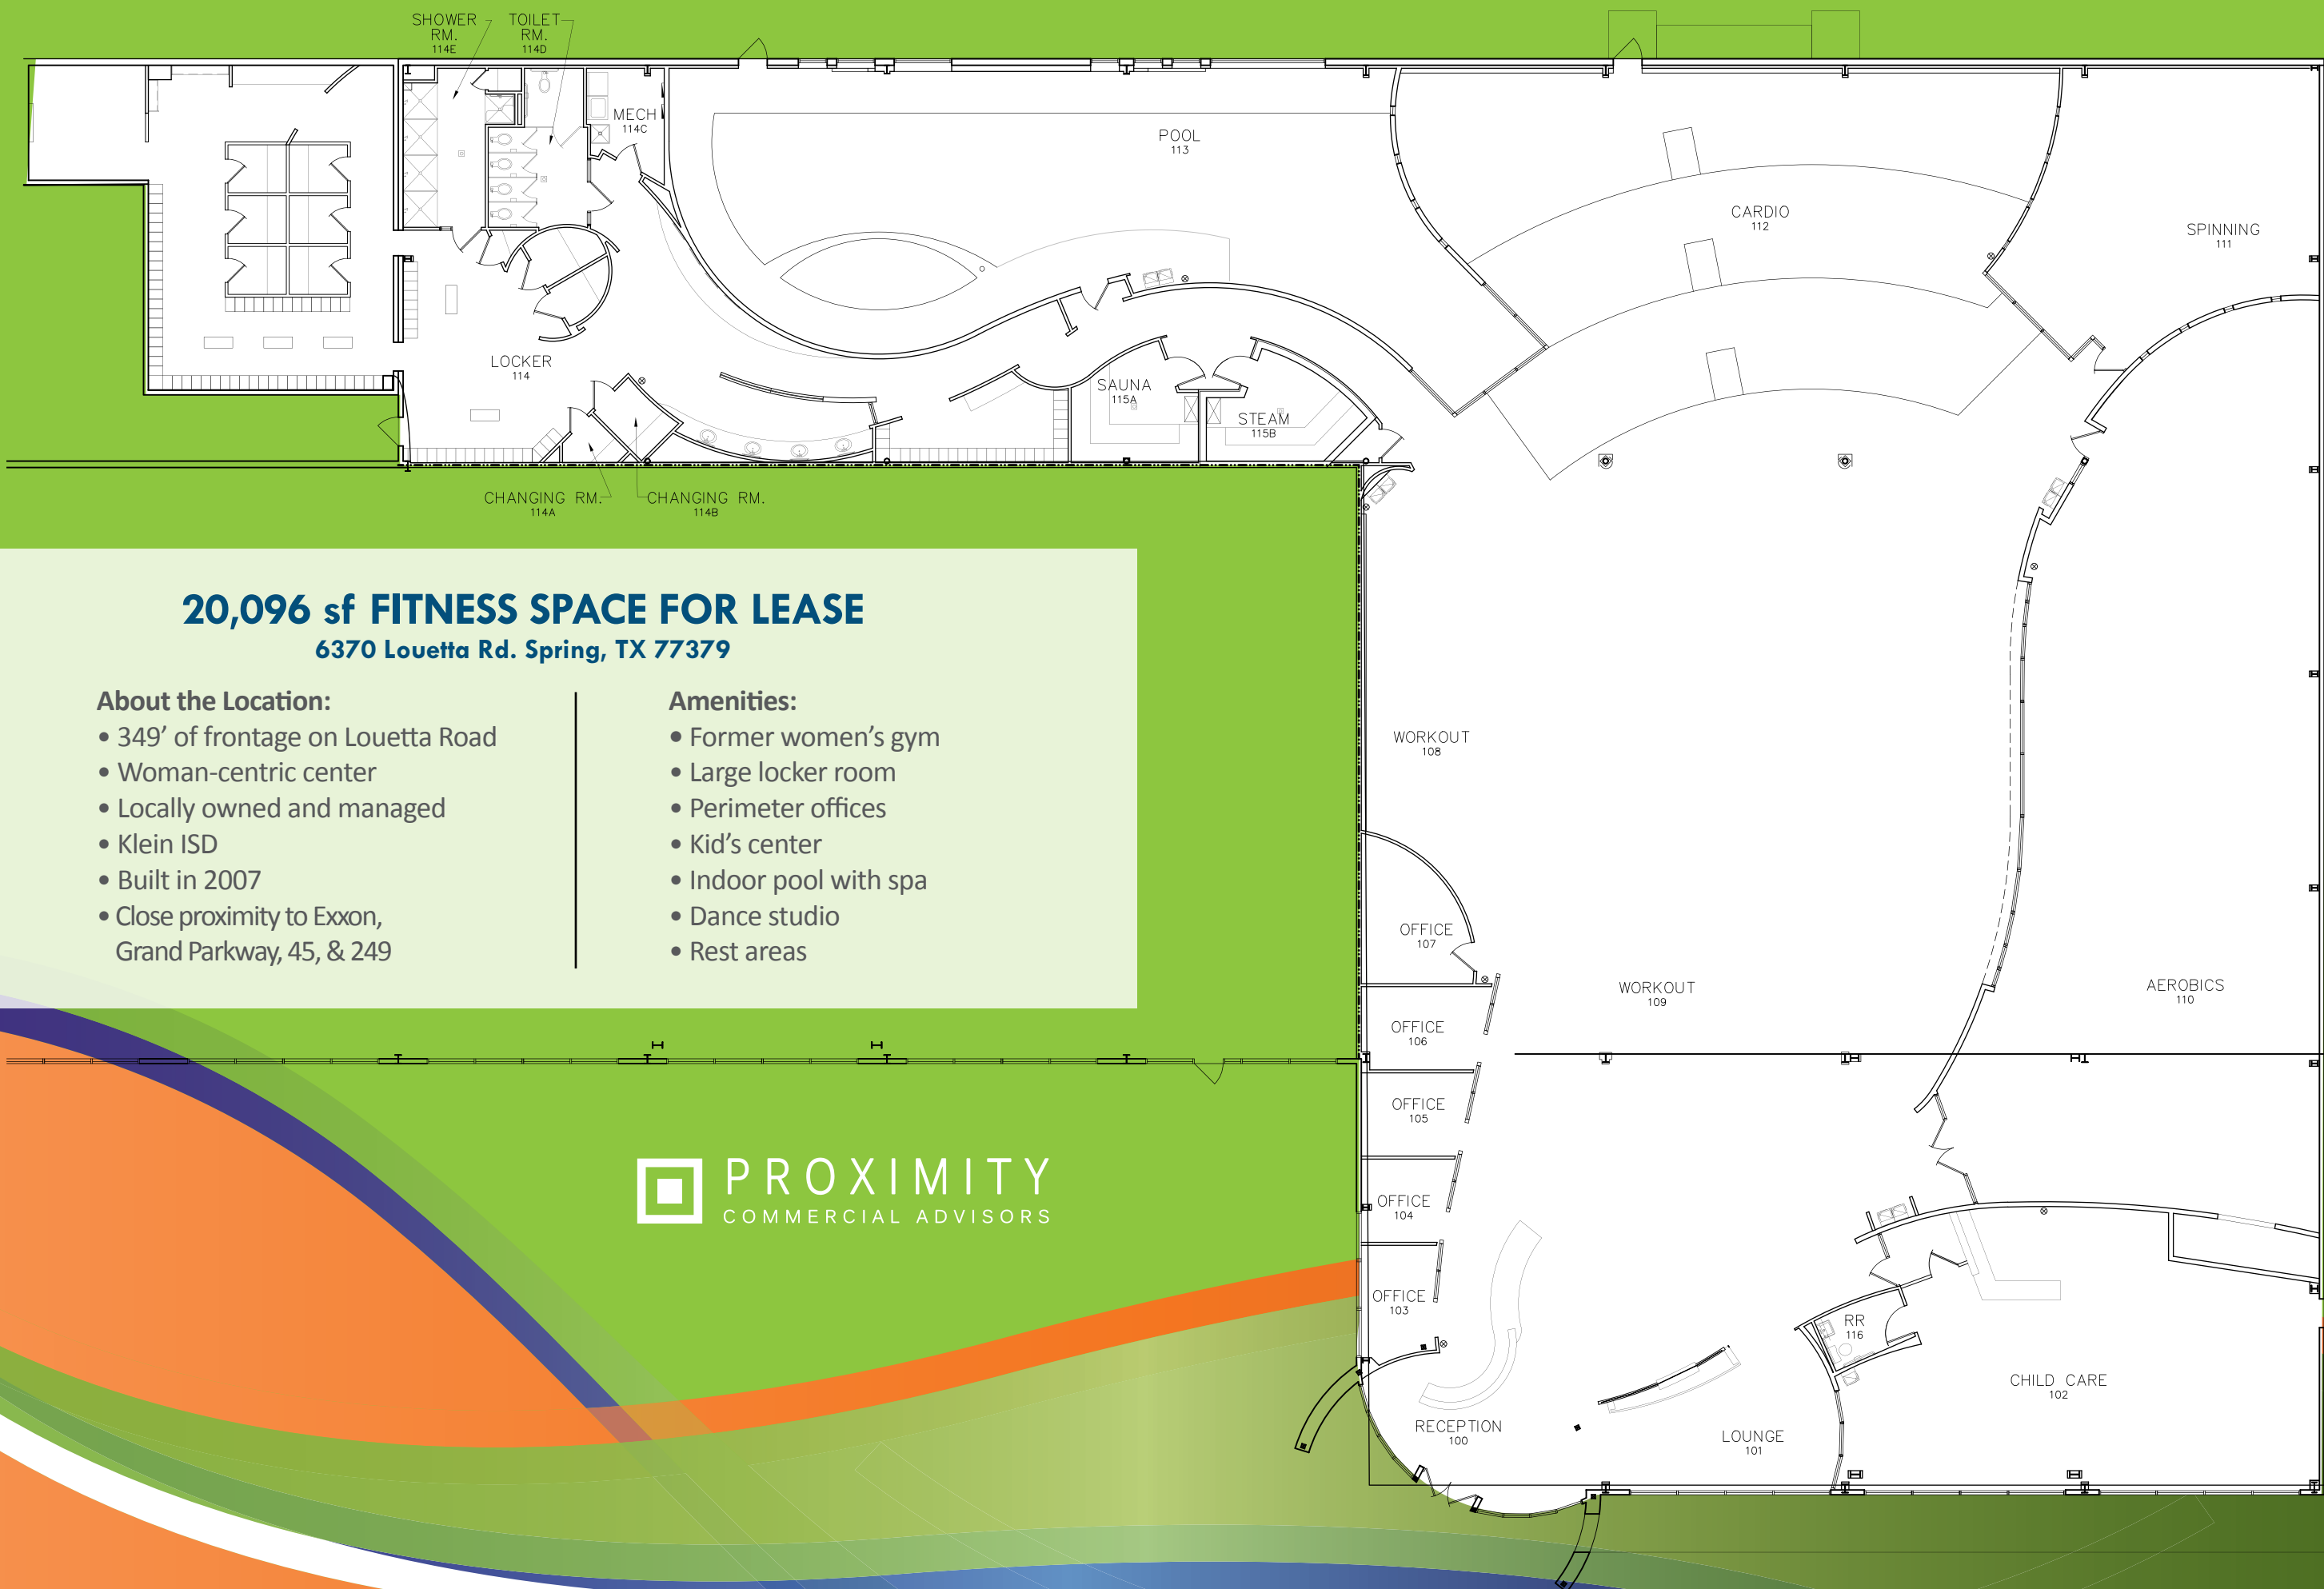 SHOWER
RM.
114E
TOILET
RM.
114D
MECH
114C
POOL
113
CARDIO
112
SPINNING
111
LOCKER
114
SAUNA
115A
STEAM
115B
CHANGING RM.
114A
CHANGING RM.
114B
20,096 sf FITNESS SPACE FOR LEASE
6370 Louetta Rd. Spring, TX 77379
About the Location:
• 349’ of frontage on Louetta Road
• Woman-centric center
• Locally owned and managed
• Klein ISD
• Built in 2007
• Close proximity to Exxon,
Grand Parkway, 45, & 249
Amenities:
• Former women’s gym
• Large locker room
• Perimeter offices
• Kid’s center
• Indoor pool with spa
• Dance studio
• Rest areas
WORKOUT
108
OFFICE
107
WORKOUT
109
AEROBICS
110
OFFICE
106
OFFICE
105
OFFICE
104
OFFICE
103
PROXIMITY
COMMERCIAL ADVISORS
RR
116
CHILD CARE
102
RECEPTION
100
LOUNGE
101